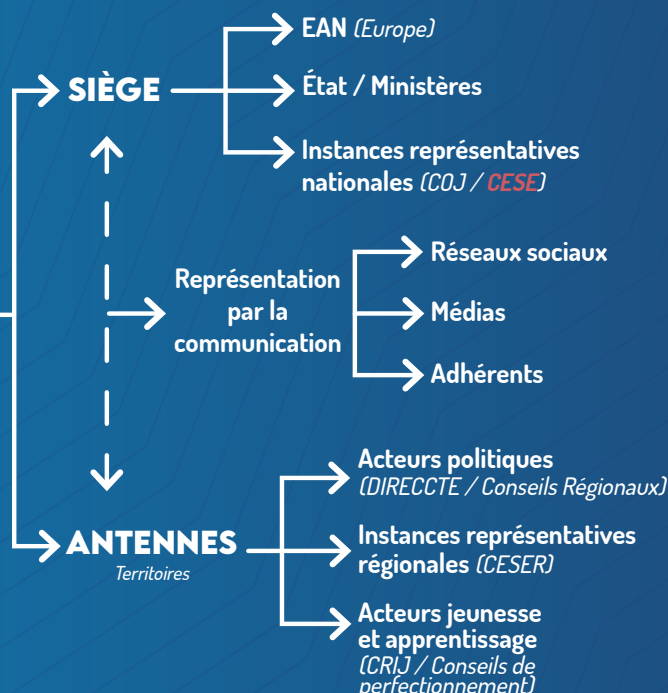 EAN (Europe)
SIÈGE
État / Ministères
Instances représentatives
nationales (COJ / CESE)
Représentation
par la
communication
Réseaux sociaux
Médias
Adhérents
Acteurs politiques
(DIRECCTE / Conseils Régionaux)
ANTENNES
Territoires
Instances représentatives
régionales (CESER)
Acteurs jeunesse
et apprentissage
(CRIJ / Conseils de
perfectionnement)